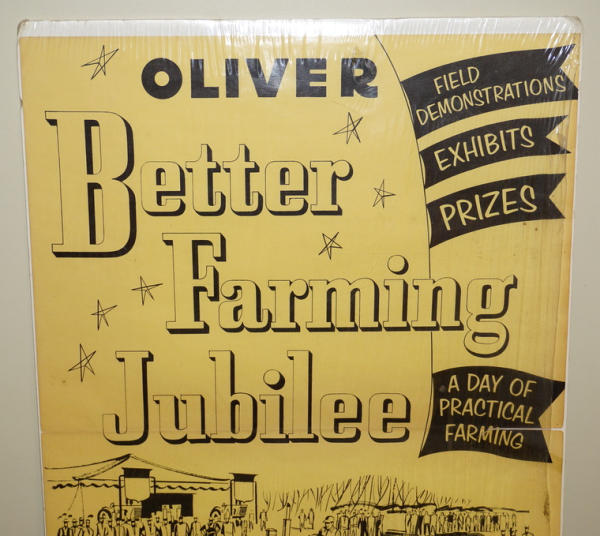 OLIVER
Better
Farming
Jubilee
FIELD
DEMONSTRATIONS
EXHIBITS
PRIZES
A DAY OF
PRACTICAL
FARMING